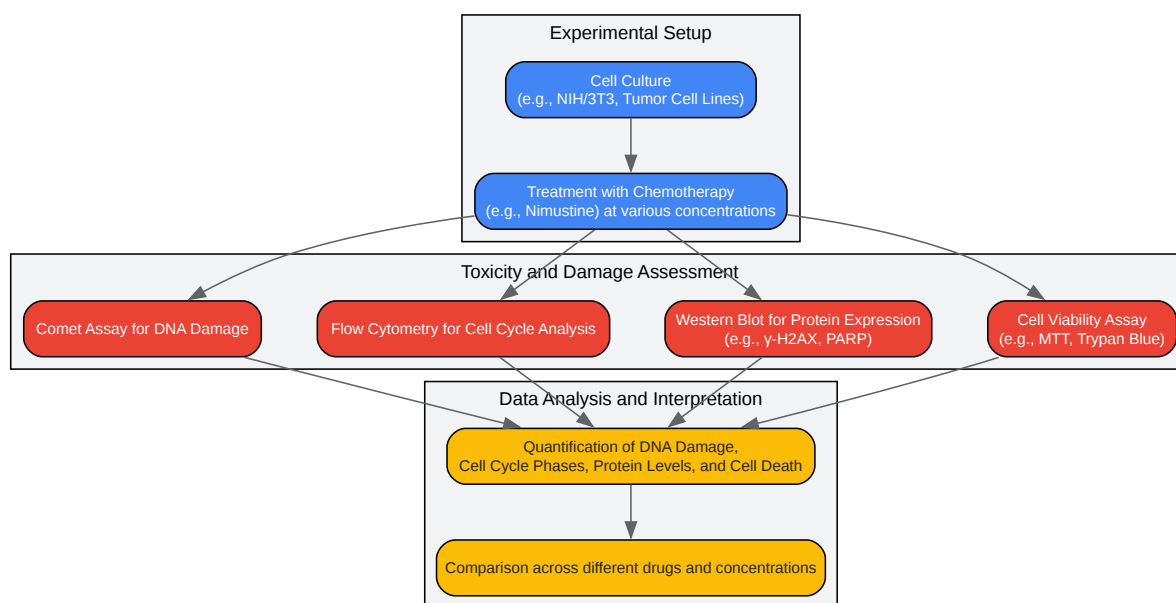 Experimental Setup
Cell Culture
(e.g., NIH/3T3, Tumor Cell Lines)
Treatment with Chemotherapy
(e.g., Nimustine) at various concentrations
Toxicity and Damage Assessment
Comet Assay for DNA Damage
Flow Cytometry for Cell Cycle Analysis
Western Blot for Protein Expression
(e.g., γ-H2AX, PARP)
Cell Viability Assay
(e.g., MTT, Trypan Blue)
Data Analysis and Interpretation
Quantification of DNA Damage,
Cell Cycle Phases, Protein Levels, and Cell Death
Comparison across different drugs and concentrations